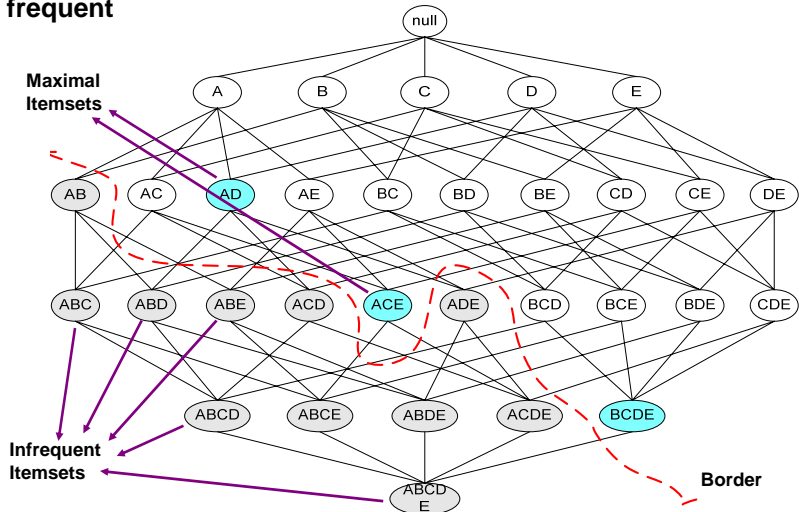 frequent
null
Maximal
Itemsets
A B C D E
AB AC AD AE BC BD BE CD CE DE
ABC ABD ABE ACD ACE ADE BCD BCE BDE CDE
ABCD ABCE ABDE ACDE BCDE
Infrequent
Itemsets
Border
ABCD
E